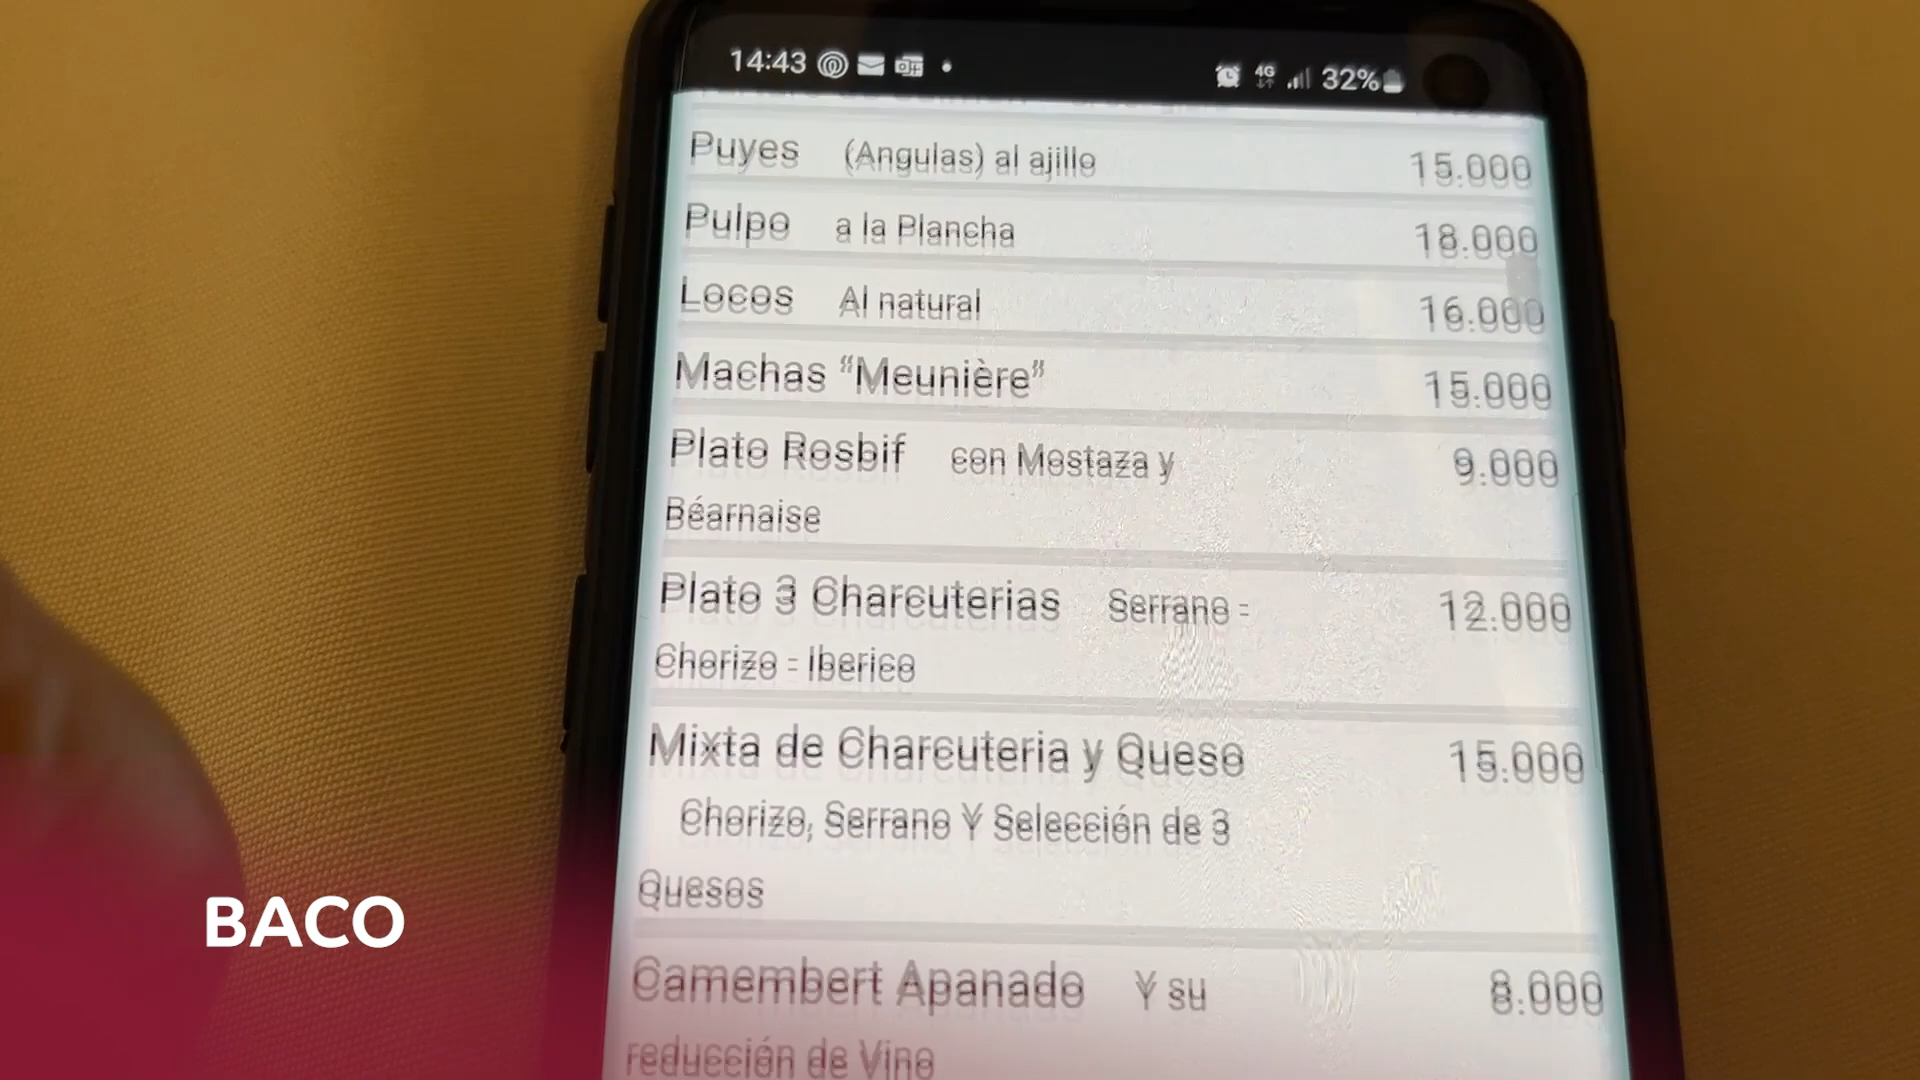 14:43 4G 32%
Puyes (Angulas) al ajillo 15.000
Pulpo a la Plancha 18.000
Locos Al natural 16.000
Machas “Meunière” 15.000
Plato Rosbif con Mostaza y 9.000
Béarnaise
Plato 3 Charcuterias Serrano - 12.000
Chorizo - Iberico
Mixta de Charcuteria y Queso 15.000
Chorizo, Serrano Y Selección de 3
Quesos
Camembert Apanado Y su 8.000
reducción de Vino
BACO